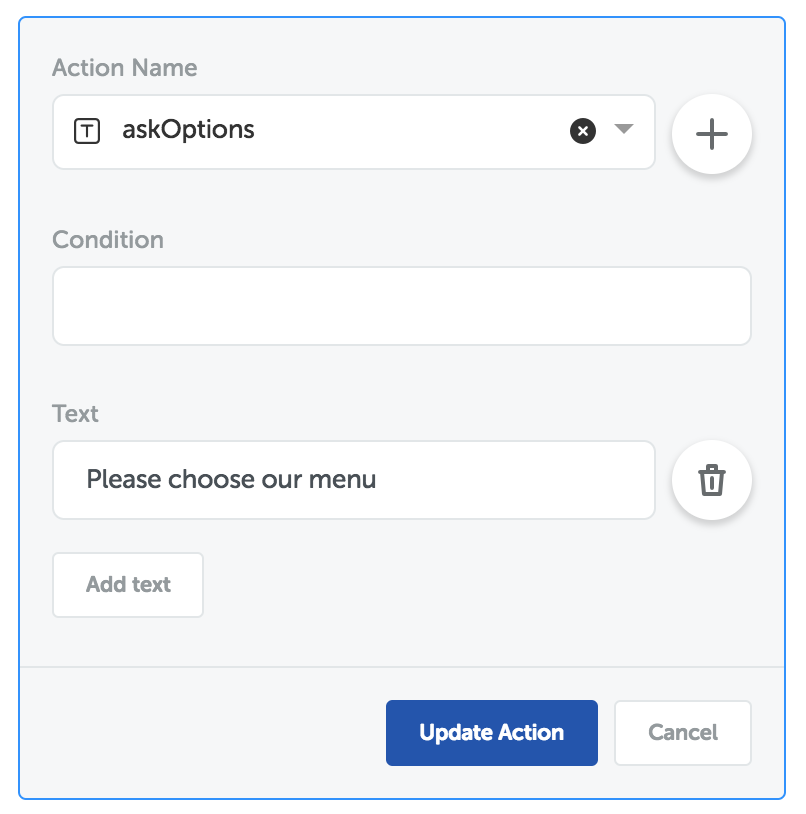 Action Name
askOptions
Condition
Text
Please choose our menu
Add text
Update Action
Cancel